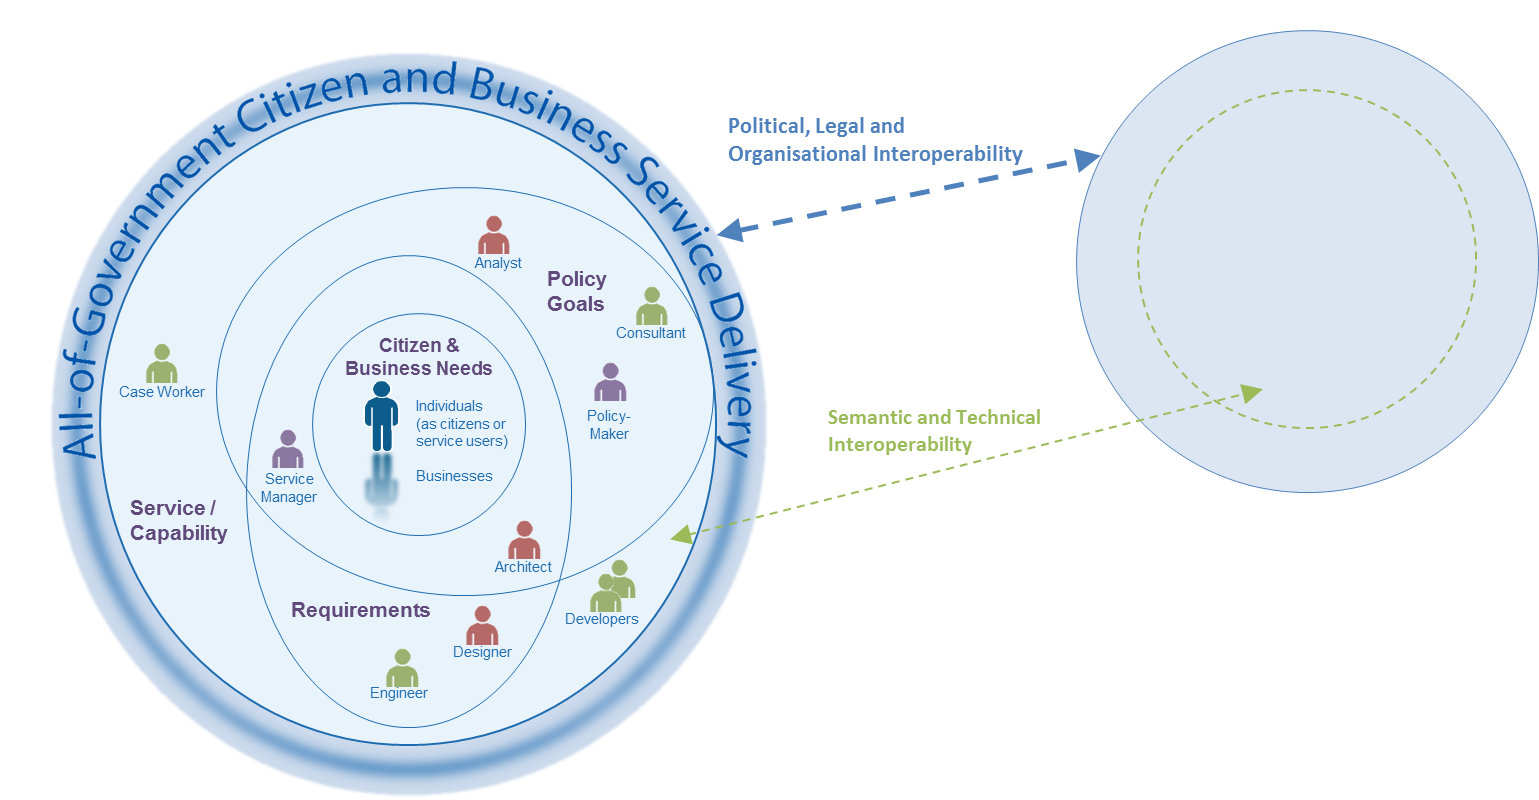 All-of-Government Citizen and Business Service Delivery
Political, Legal and
Organisational Interoperability
Analyst
Policy
Goals
Consultant
Citizen &
Business Needs
Case Worker
Individuals
(as citizens or
service users)
Policy-
Maker
Semantic and Technical
Interoperability
Businesses
Service
Manager
Service /
Capability
Architect
Requirements
Developers
Designer
Engineer